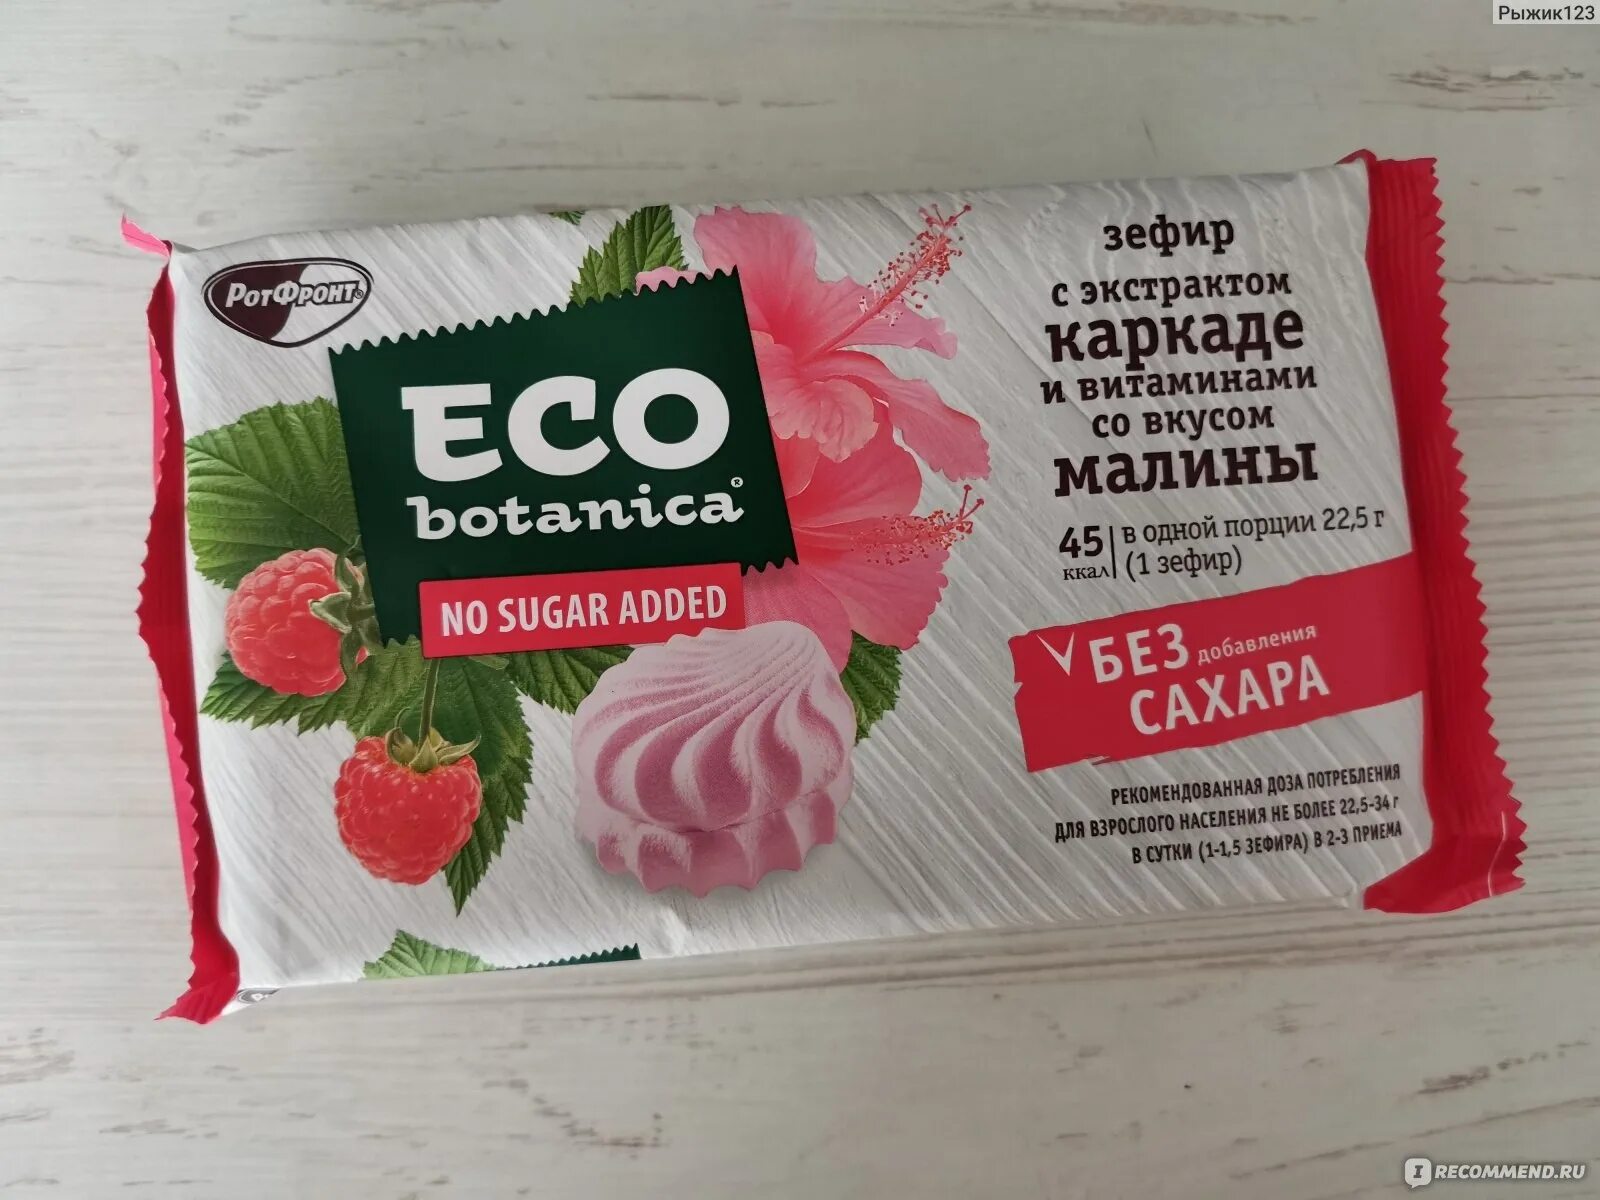 Рыжик123
РОТФРОНТ®
ECO
botanica®
NO SUGAR ADDED
зефир
с экстрактом
каркаде
и витаминами
со вкусом
малины
45 ккал
в одной порции 22,5 г
(1 зефир)
БЕЗ добавления
САХАРА
РЕКОМЕНДОВАННАЯ ДОЗА ПОТРЕБЛЕНИЯ
ДЛЯ ВЗРОСЛОГО НАСЕЛЕНИЯ НЕ БОЛЕЕ 22,5-34 г
В СУТКИ (1-1,5 ЗЕФИРА) В 2-3 ПРИЕМА
IRECOMMEND.RU